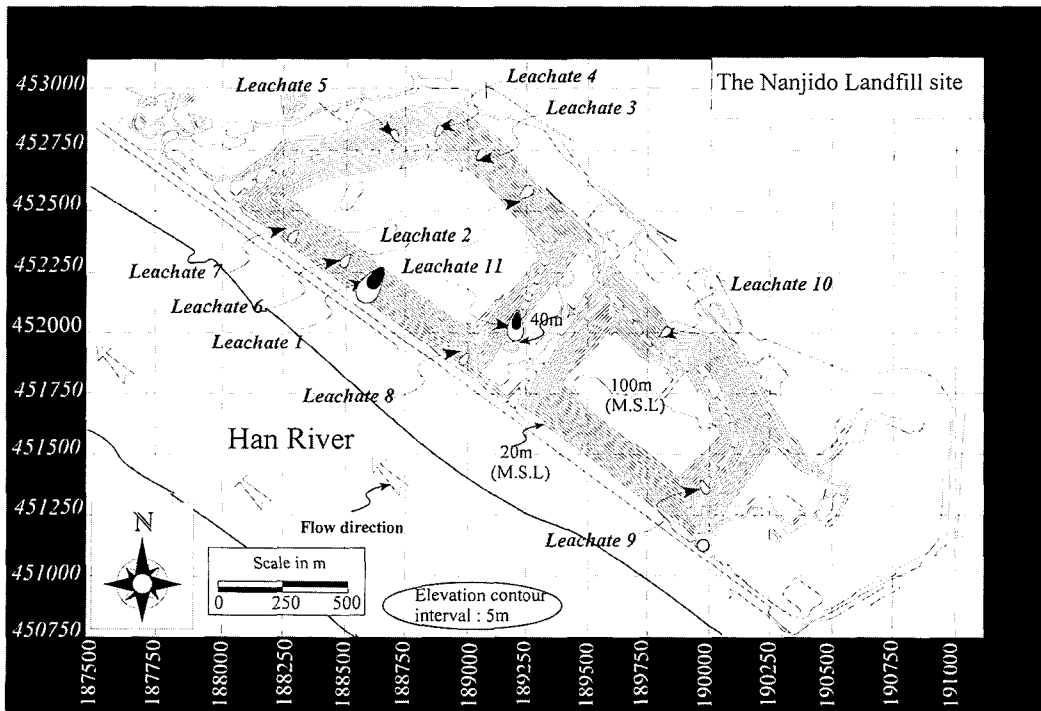 The Nanjido Landfill site
453000
452750
452500
452250
452000
451750
451500
451250
451000
450750
Leachate 5
Leachate 4
Leachate 3
Leachate 2
Leachate 11
Leachate 7
Leachate 6
Leachate 1
Leachate 8
Leachate 10
40m
100m
(M.S.L)
20m
(M.S.L)
Han River
Flow direction
Leachate 9
N
Scale in m
0 250 500
Elevation contour
interval : 5m
187500
187750
188000
188250
188500
188750
189000
189250
189500
189750
190000
190250
190500
190750
191000